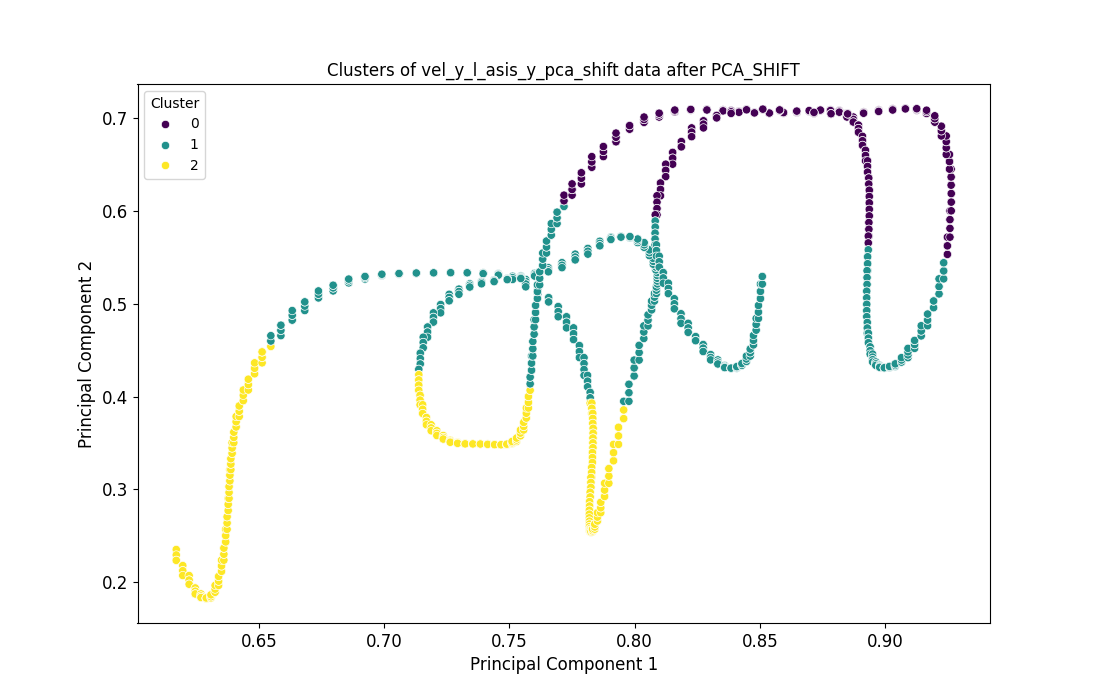 Clusters of vel_y_l_asis_y_pca_shift data after PCA_SHIFT
Cluster
0
1
2
0.7
0.6
0.5
0.4
0.3
0.2
Principal Component 2
0.65 0.70 0.75 0.80 0.85 0.90
Principal Component 1